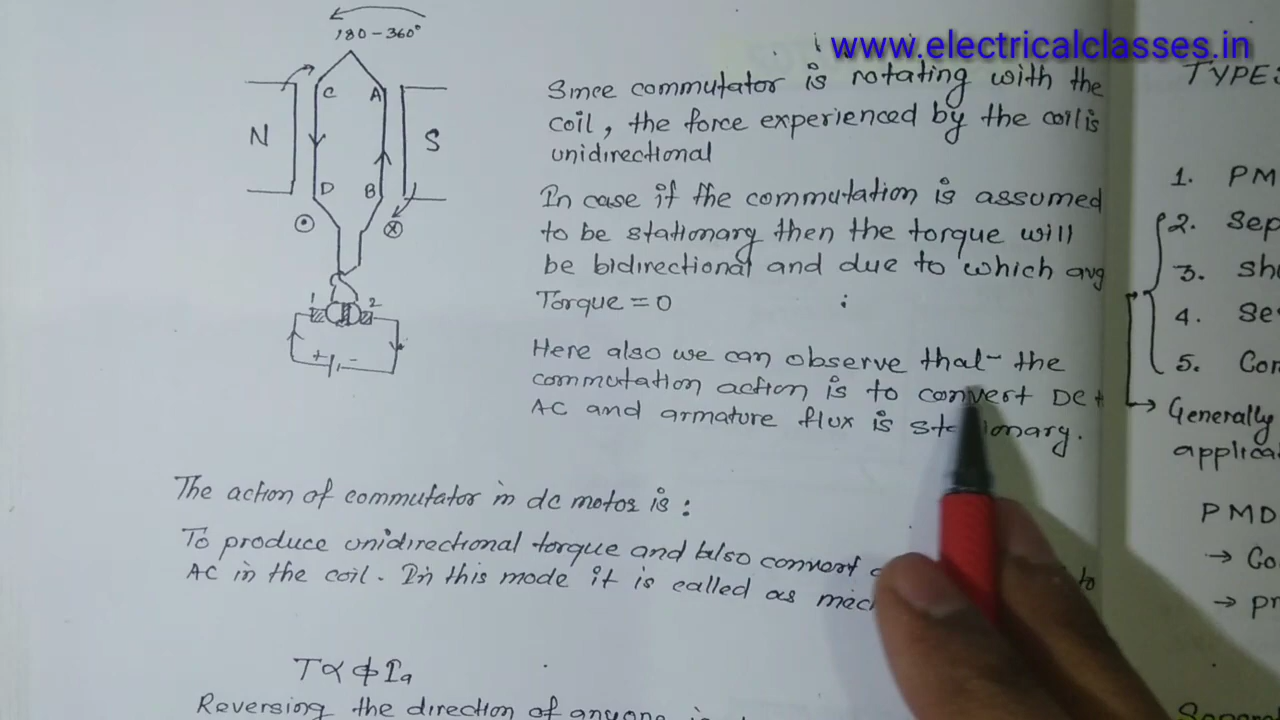 www.electricalclasses.in
180 - 360°
N
C
A
S
D
B
1
2
+
-
Since commutator is rotating with the
coil, the force experienced by the coil is
unidirectional
In case if the commutation is assumed
to be stationary then the torque will
be bidirectional and due to which avg
Torque = 0
Here also we can observe that the
commutation action is to convert DC
AC and armature flux is stationary.
The action of commutator in dc motor is:
To produce unidirectional torque and also convert
AC in the coil. In this mode it is called as
to
T ∝ ϕ Ia
Reversing the direction of anyone
TYPE
1. PM
2. Sep
3. Sh
4. Se
5. Co
Generally
applica
PMD
→ Co
→ Pr